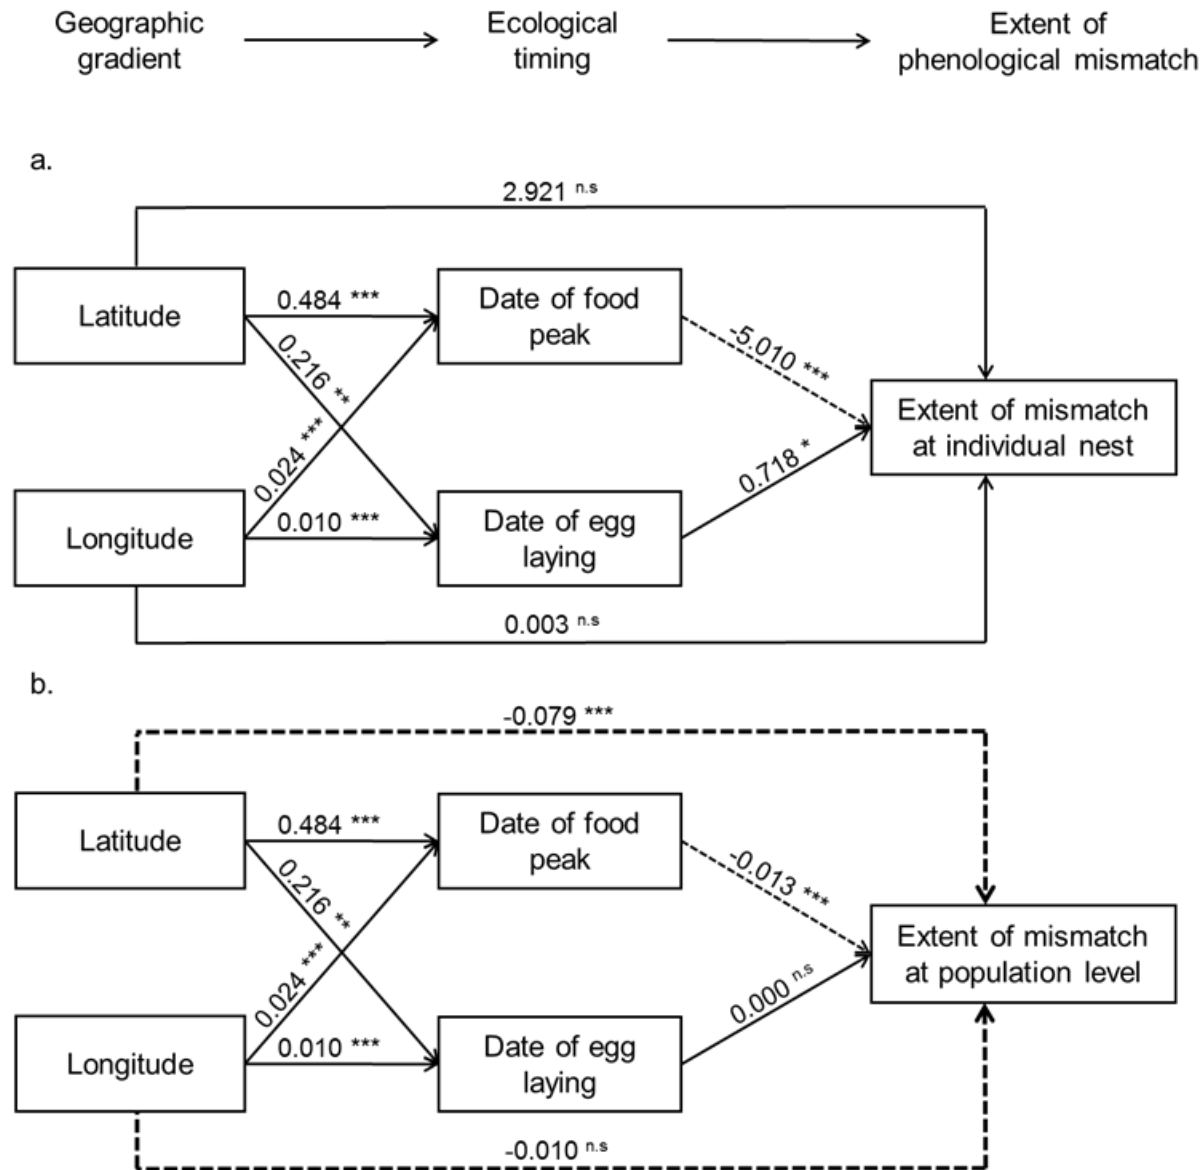 Geographic
gradient
Ecological
timing
Extent of
phenological mismatch
a.
2.921 n.s
Latitude
0.484 ***
Date of food
peak
0.216 **
-5.010 ***
Extent of mismatch
at individual nest
0.024 ***
0.718 *
Longitude
0.010 ***
Date of egg
laying
0.003 n.s
b.
-0.079 ***
Latitude
0.484 ***
Date of food
peak
0.216 **
-0.013 ***
Extent of mismatch
at population level
0.024 ***
0.000 n.s
Longitude
0.010 ***
Date of egg
laying
-0.010 n.s